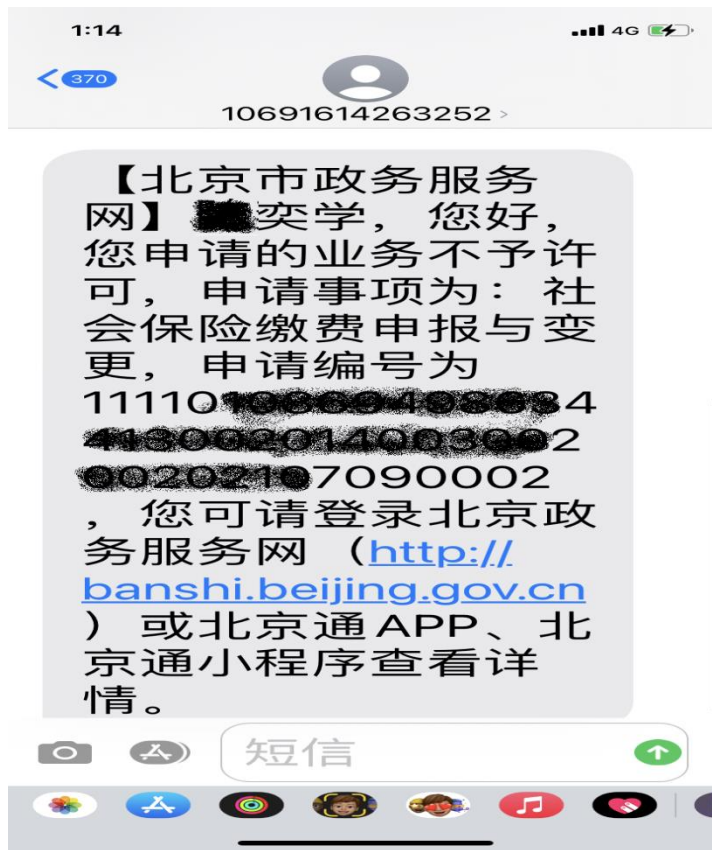 1:14
4G
370
10691614263252 >
【北京市政务服务
网】奕学，您好，
您申请的业务不予许
可，申请事项为：社
会保险缴费申报与变
更，申请编号为
11110 4
2
7090002
，您可请登录北京政
务服务网（http://
banshi.beijing.gov.cn
）或北京通APP、北
京通小程序查看详
情。
短信